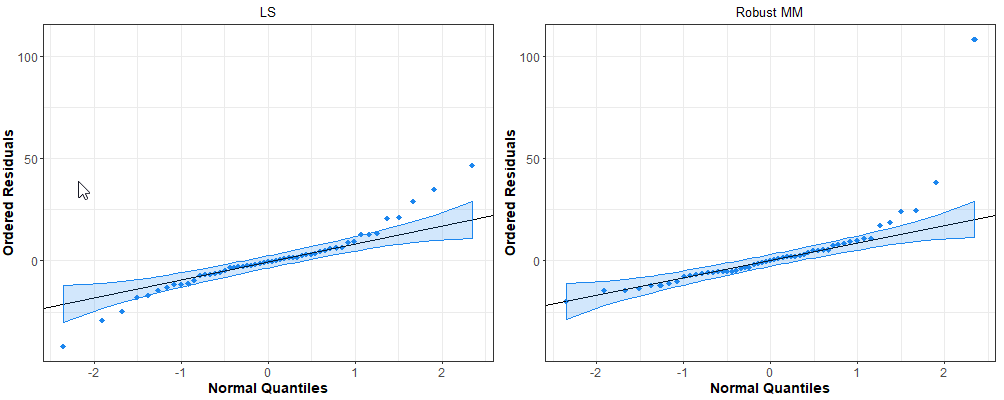 LS
100
50
0
Ordered Residuals
-2 -1 0 1 2
Normal Quantiles
Robust MM
100
50
0
Ordered Residuals
-2 -1 0 1 2
Normal Quantiles